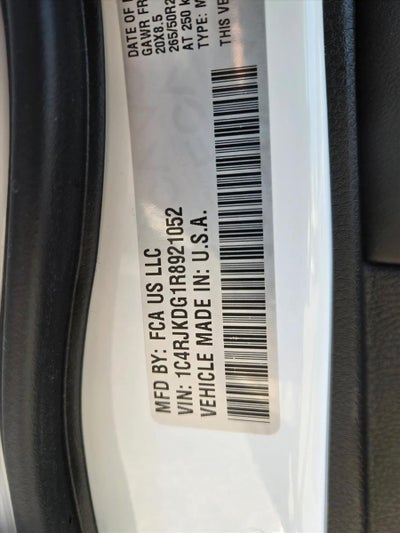 DATE OF
GAWR FR
20X8.5
265/50R2
AT 250 k
TYPE: M
THIS VE
MFD BY: FCA US LLC
VIN: 1C4RJKDG1R8921052
VEHICLE MADE IN: U.S.A.